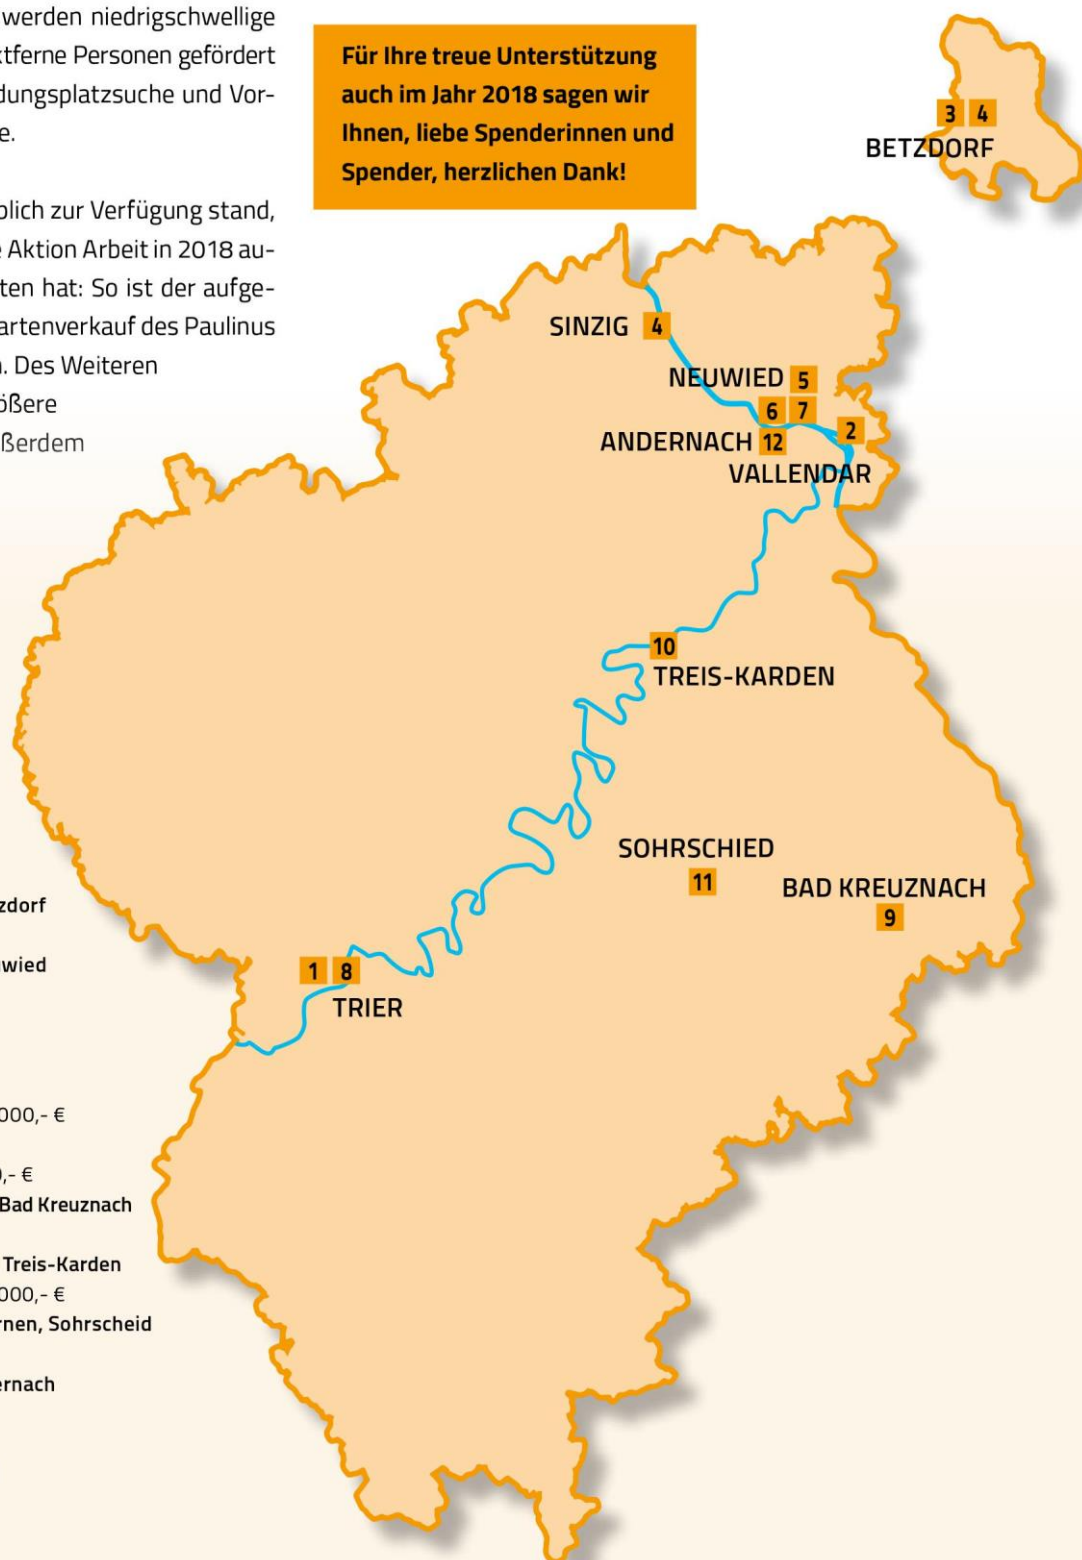 werden niedrigschwellige
ktferne Personen gefördert
dungsplatzsuche und Vor-
e.
blich zur Verfügung stand,
e Aktion Arbeit in 2018 au-
ten hat: So ist der aufge-
artenverkauf des Paulinus
n. Des Weiteren
ößere
ßerdem
Für Ihre treue Unterstützung
auch im Jahr 2018 sagen wir
Ihnen, liebe Spenderinnen und
Spender, herzlichen Dank!
3 4
BETZDORF
SINZIG 4
NEUWIED 5
6 7
2
ANDERNACH 12
VALLENDAR
10
TREIS-KARDEN
SOHRSCHIED
11
BAD KREUZNACH
9
1 8
TRIER
zdorf
wied
000,- €
0,- €
Bad Kreuznach
Treis-Karden
000,- €
rnen, Sohrscheid
ernach